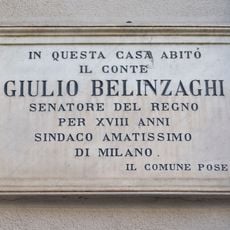 IN QUESTA CASA ABITÒ
IL CONTE
GIULIO BELINZAGHI
SENATORE DEL REGNO
PER XVIII ANNI
SINDACO AMATISSIMO
DI MILANO.
IL COMUNE POSE